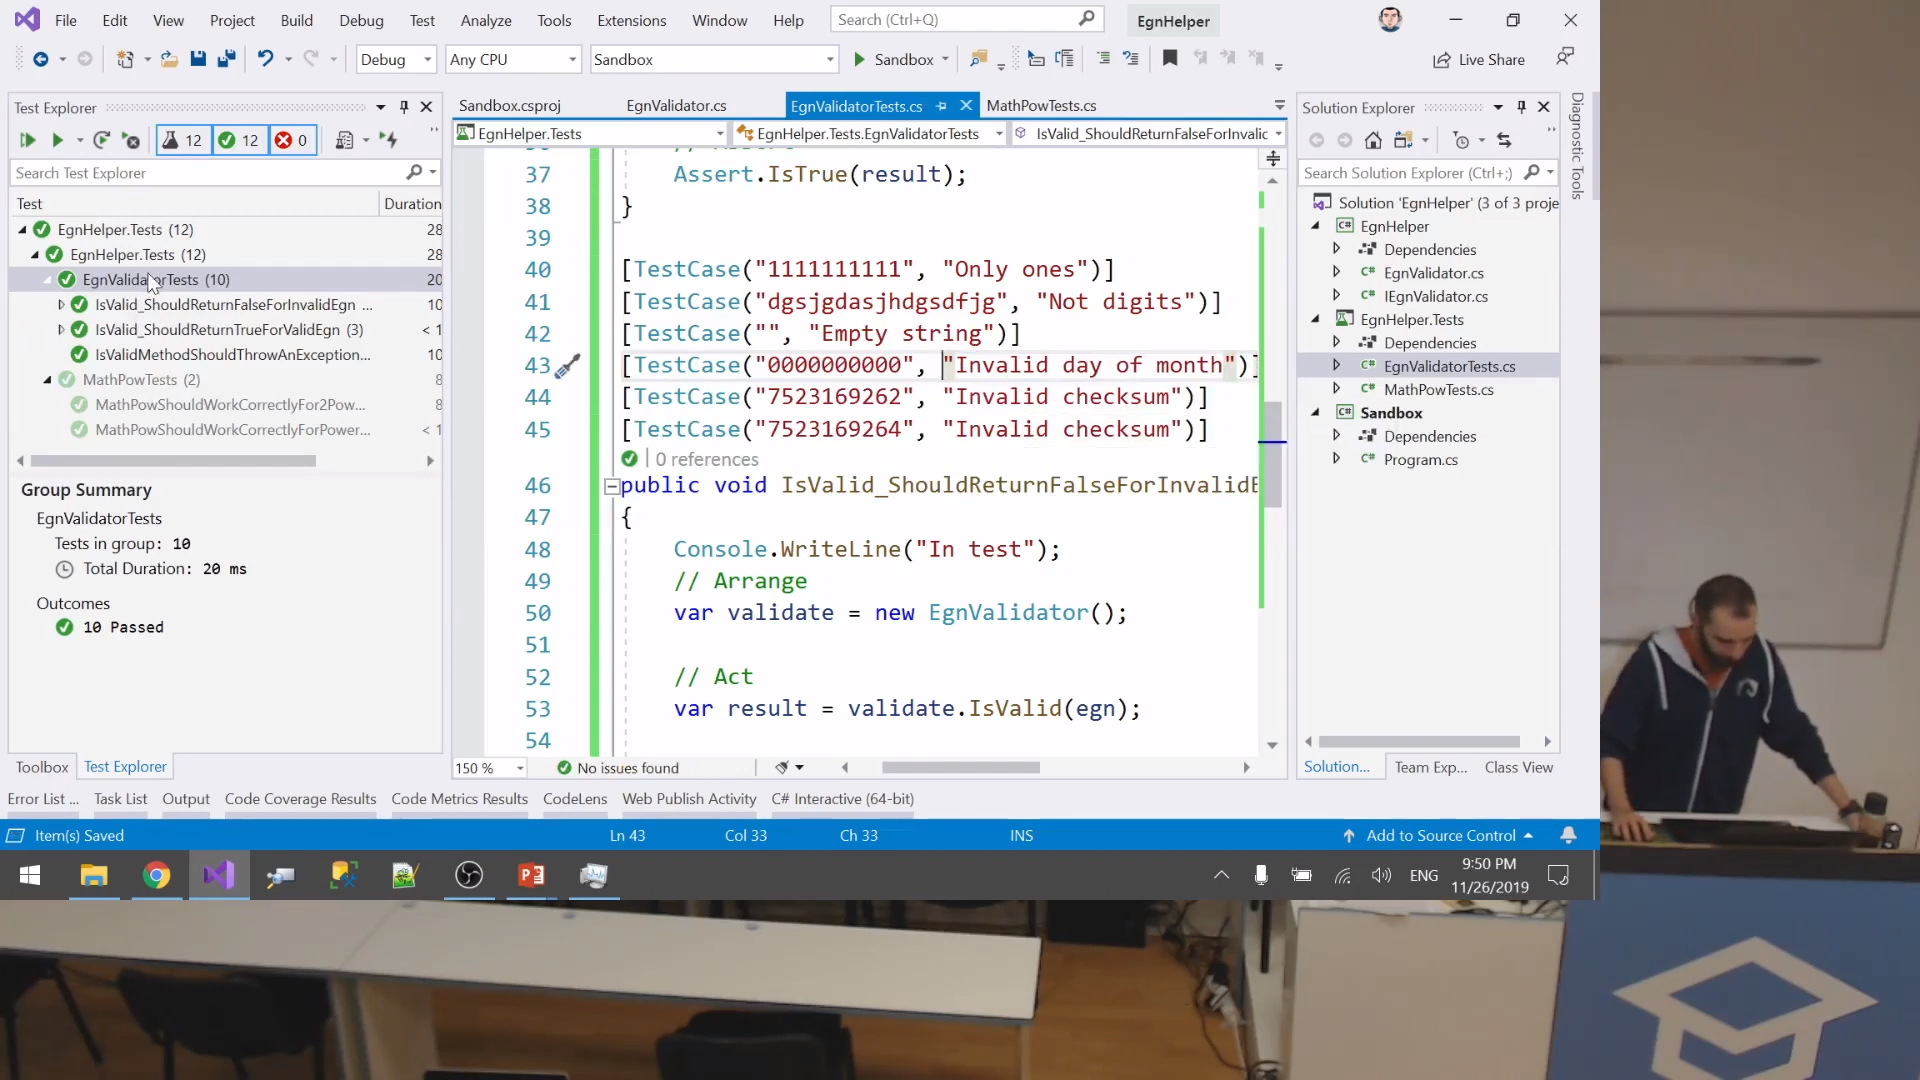 File Edit View Project Build Debug Test Analyze Tools Extensions Window Help Search (Ctrl+Q) EgnHelper
Debug Any CPU Sandbox Sandbox Live Share
Test Explorer
12 12 0
Search Test Explorer
Test Duration
EgnHelper.Tests (12) 28
EgnHelper.Tests (12) 28
EgnValidatorTests (10) 20
IsValid_ShouldReturnFalseForInvalidEgn ... 10
IsValid_ShouldReturnTrueForValidEgn (3) < 1
IsValidMethodShouldThrowAnException... 10
MathPowTests (2) 8
MathPowShouldWorkCorrectlyFor2Pow... 8
MathPowShouldWorkCorrectlyForPower... < 1
Group Summary
EgnValidatorTests
Tests in group: 10
Total Duration: 20 ms
Outcomes
10 Passed
Toolbox Test Explorer
Sandbox.csproj EgnValidator.cs EgnValidatorTests.cs MathPowTests.cs
EgnHelper.Tests EgnHelper.Tests.EgnValidatorTests IsValid_ShouldReturnFalseForInvalic
37 Assert.IsTrue(result);
38 }
39
40 [TestCase("1111111111", "Only ones")]
41 [TestCase("dgsjgdasjhdgsdfjg", "Not digits")]
42 [TestCase("", "Empty string")]
43 [TestCase("0000000000", "Invalid day of month")]
44 [TestCase("7523169262", "Invalid checksum")]
45 [TestCase("7523169264", "Invalid checksum")]
0 references
46 public void IsValid_ShouldReturnFalseForInvalidE
47 {
48 Console.WriteLine("In test");
49 // Arrange
50 var validate = new EgnValidator();
51
52 // Act
53 var result = validate.IsValid(egn);
54
150 % No issues found
Solution Explorer
Search Solution Explorer (Ctrl+;)
Solution 'EgnHelper' (3 of 3 proje
EgnHelper
Dependencies
EgnValidator.cs
IEgnValidator.cs
EgnHelper.Tests
Dependencies
EgnValidatorTests.cs
MathPowTests.cs
Sandbox
Dependencies
Program.cs
Solution... Team Exp... Class View
Diagnostic Tools
Error List ... Task List Output Code Coverage Results Code Metrics Results CodeLens Web Publish Activity C# Interactive (64-bit)
Item(s) Saved Ln 43 Col 33 Ch 33 INS Add to Source Control
ENG 9:50 PM
11/26/2019